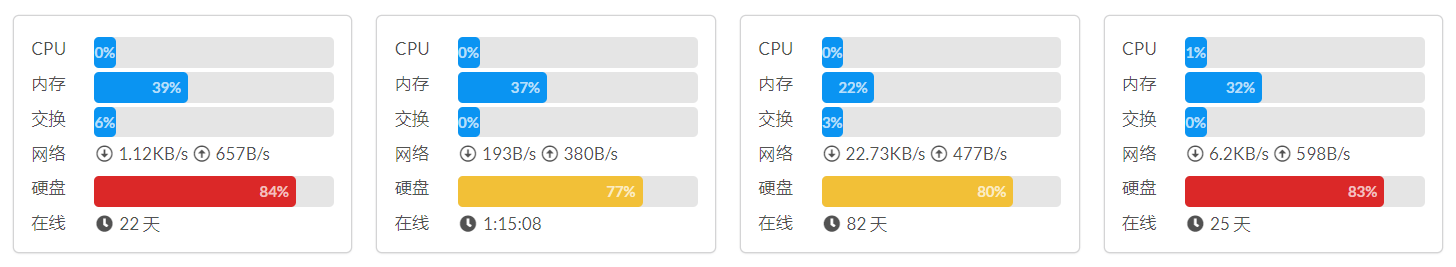 CPU 0%
内存 39%
交换 6%
网络 1.12KB/s 657B/s
硬盘 84%
在线 22 天
CPU 0%
内存 37%
交换 0%
网络 193B/s 380B/s
硬盘 77%
在线 1:15:08
CPU 0%
内存 22%
交换 3%
网络 22.73KB/s 477B/s
硬盘 80%
在线 82 天
CPU 1%
内存 32%
交换 0%
网络 6.2KB/s 598B/s
硬盘 83%
在线 25 天